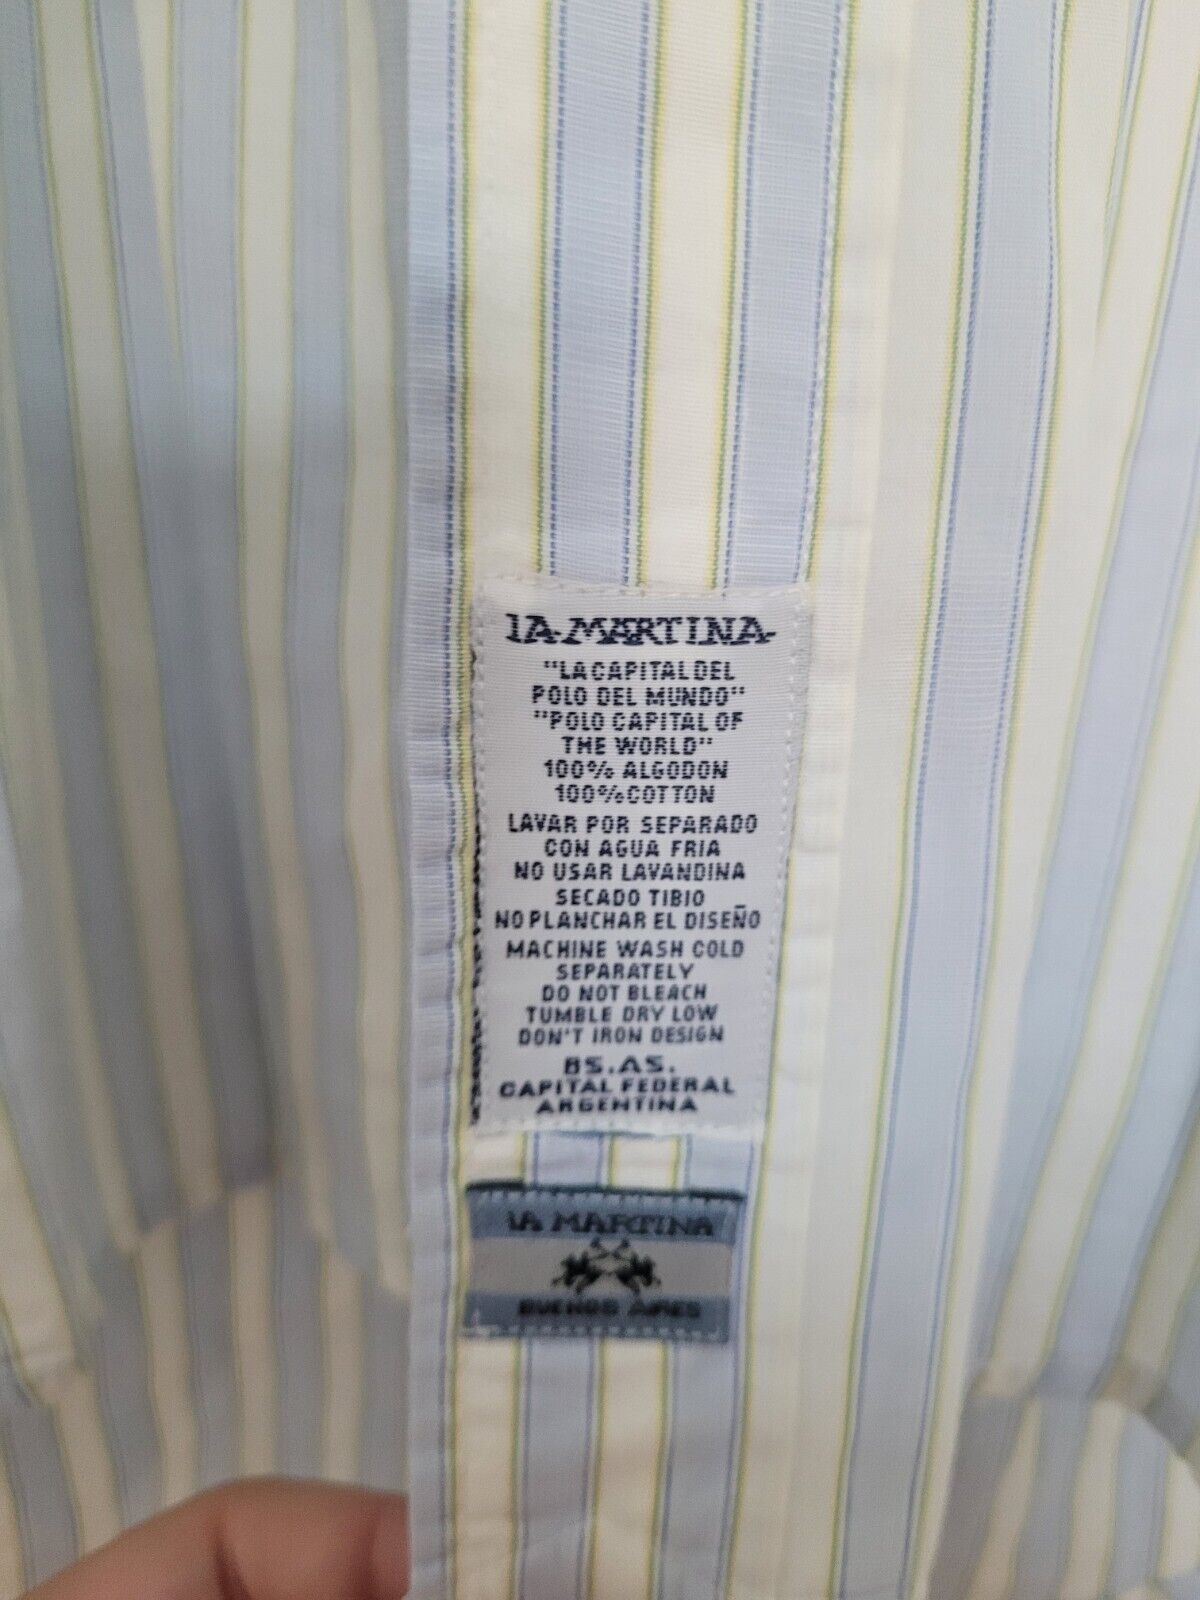 LA MARTINA
"LA CAPITAL DEL
POLO DEL MUNDO"
"POLO CAPITAL OF
THE WORLD"
100% ALGODON
100% COTTON
LAVAR POR SEPARADO
CON AGUA FRIA
NO USAR LAVANDINA
SECADO TIBIO
NO PLANCHAR EL DISEÑO
MACHINE WASH COLD
SEPARATELY
DO NOT BLEACH
TUMBLE DRY LOW
DON'T IRON DESIGN
BS.AS.
CAPITAL FEDERAL
ARGENTINA
LA MARTINA
BUENOS AIRES